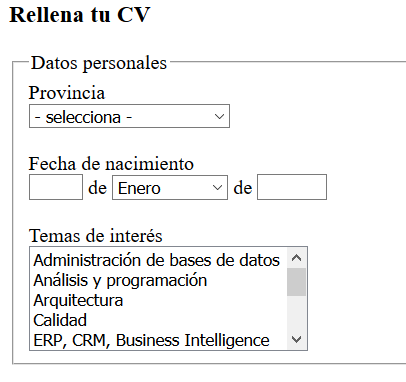 Rellena tu CV
Datos personales
Provincia
- selecciona -
Fecha de nacimiento
de Enero de
Temas de interés
Administración de bases de datos
Análisis y programación
Arquitectura
Calidad
ERP, CRM, Business Intelligence